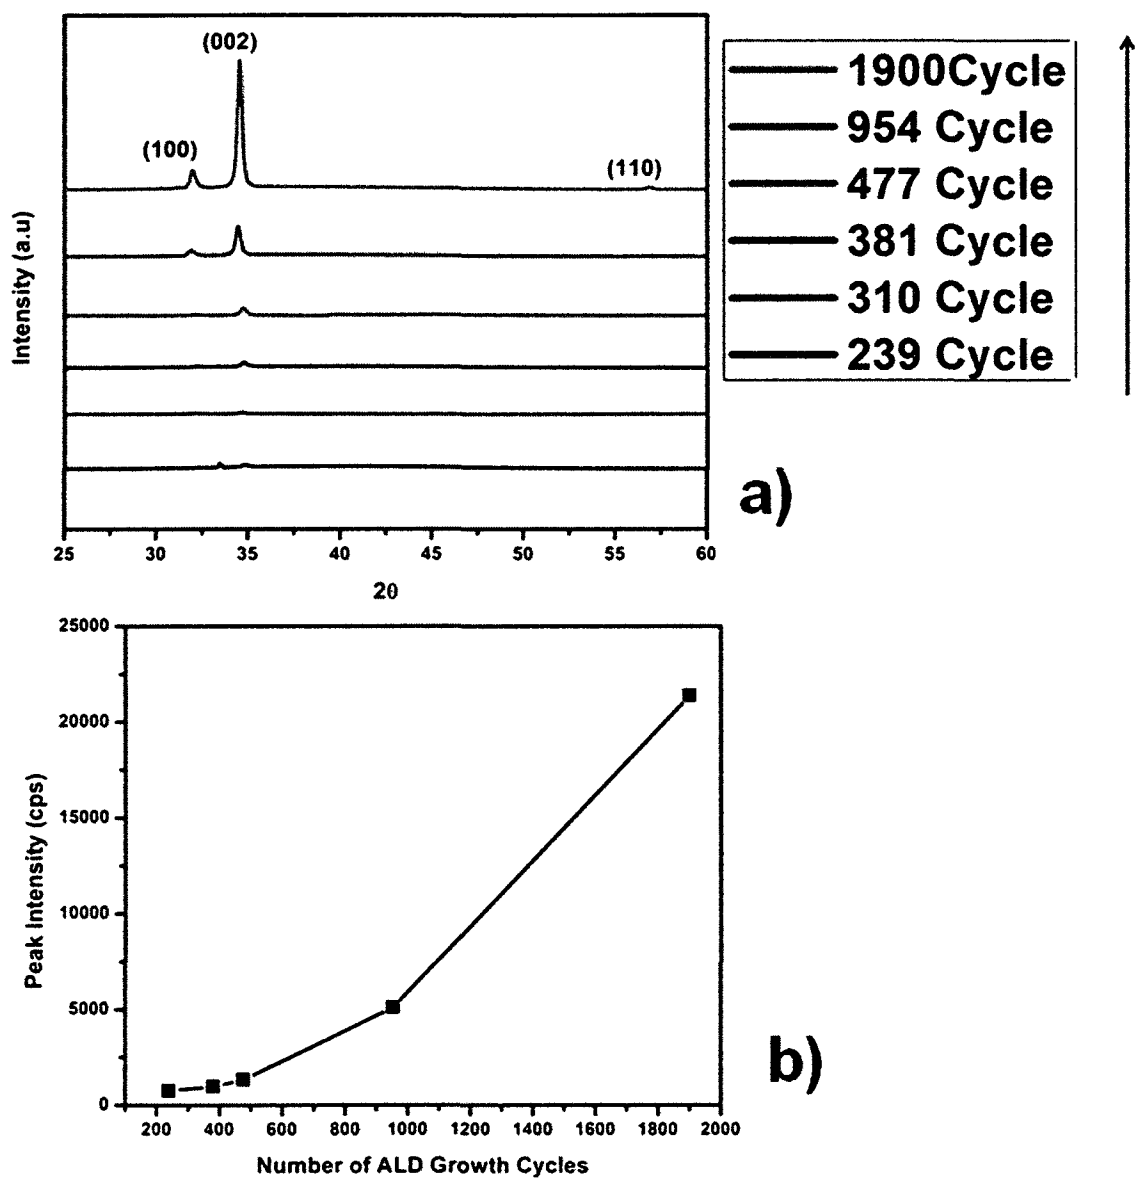 (002)
(100)
(110)
Intensity (a.u)
25 30 35 40 45 50 55 60
2θ
1900Cycle
954 Cycle
477 Cycle
381 Cycle
310 Cycle
239 Cycle
a)
25000
20000
15000
10000
5000
0
Peak Intensity (cps)
200 400 600 800 1000 1200 1400 1600 1800 2000
Number of ALD Growth Cycles
b)